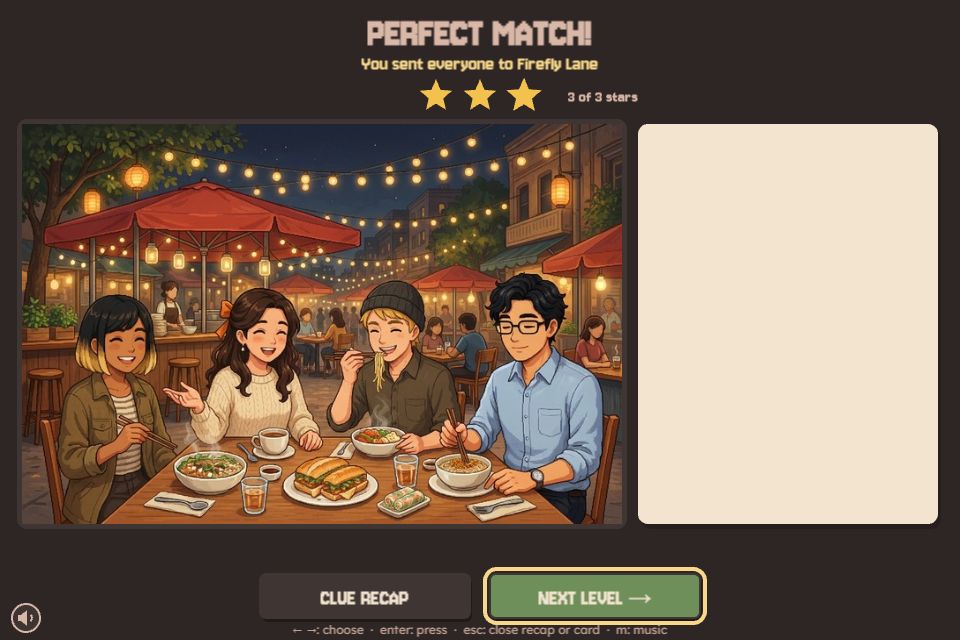 PERFECT MATCH!
You sent everyone to Firefly Lane
3 of 3 stars
CLUE RECAP
NEXT LEVEL →
← →: choose · enter: press · esc: close recap or card · m: music